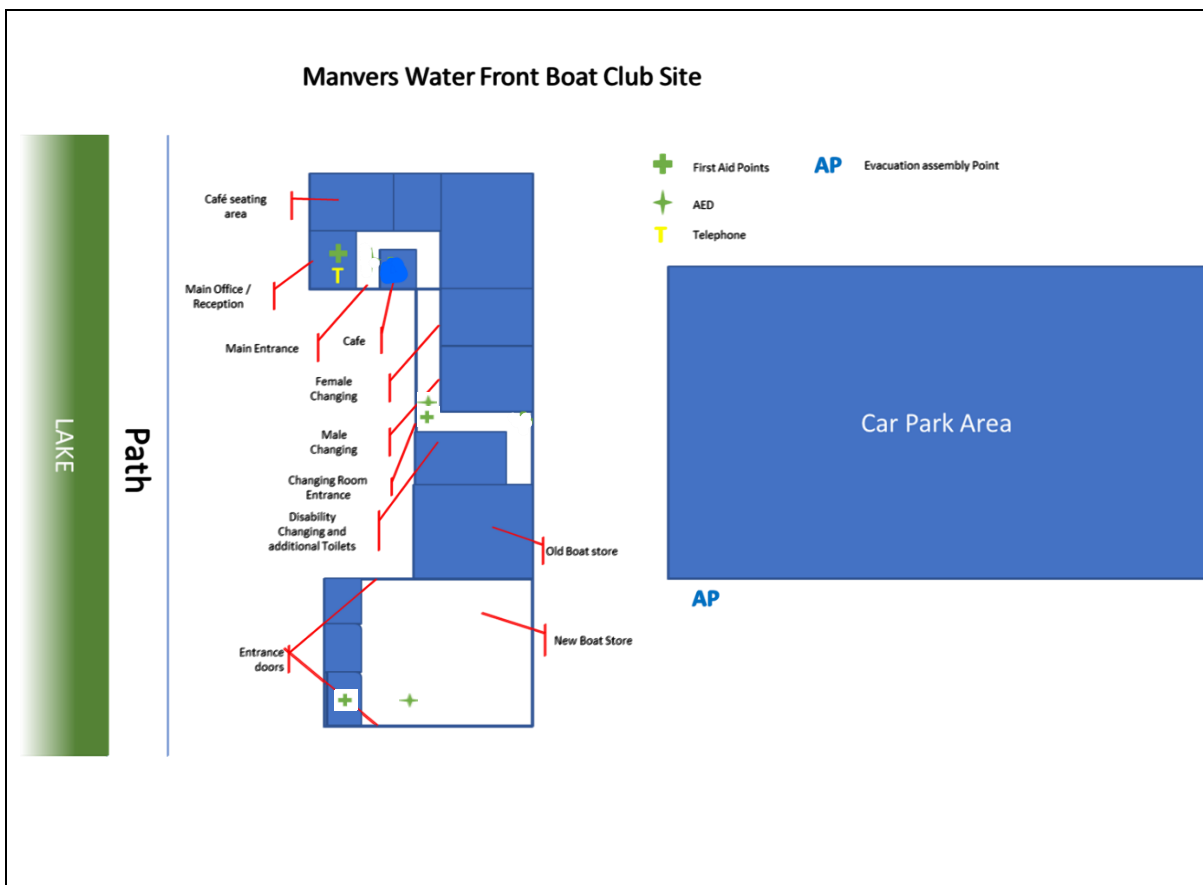 Manvers Water Front Boat Club Site
First Aid Points
AP
Evacuation assembly Point
AED
T
Telephone
Café seating
area
T
Main Office /
Reception
Main Entrance
Cafe
Female
Changing
Male
Changing
Changing Room
Entrance
Disability
Changing and
additional Toilets
Old Boat store
New Boat Store
Entrance
doors
LAKE
Path
Car Park Area
AP